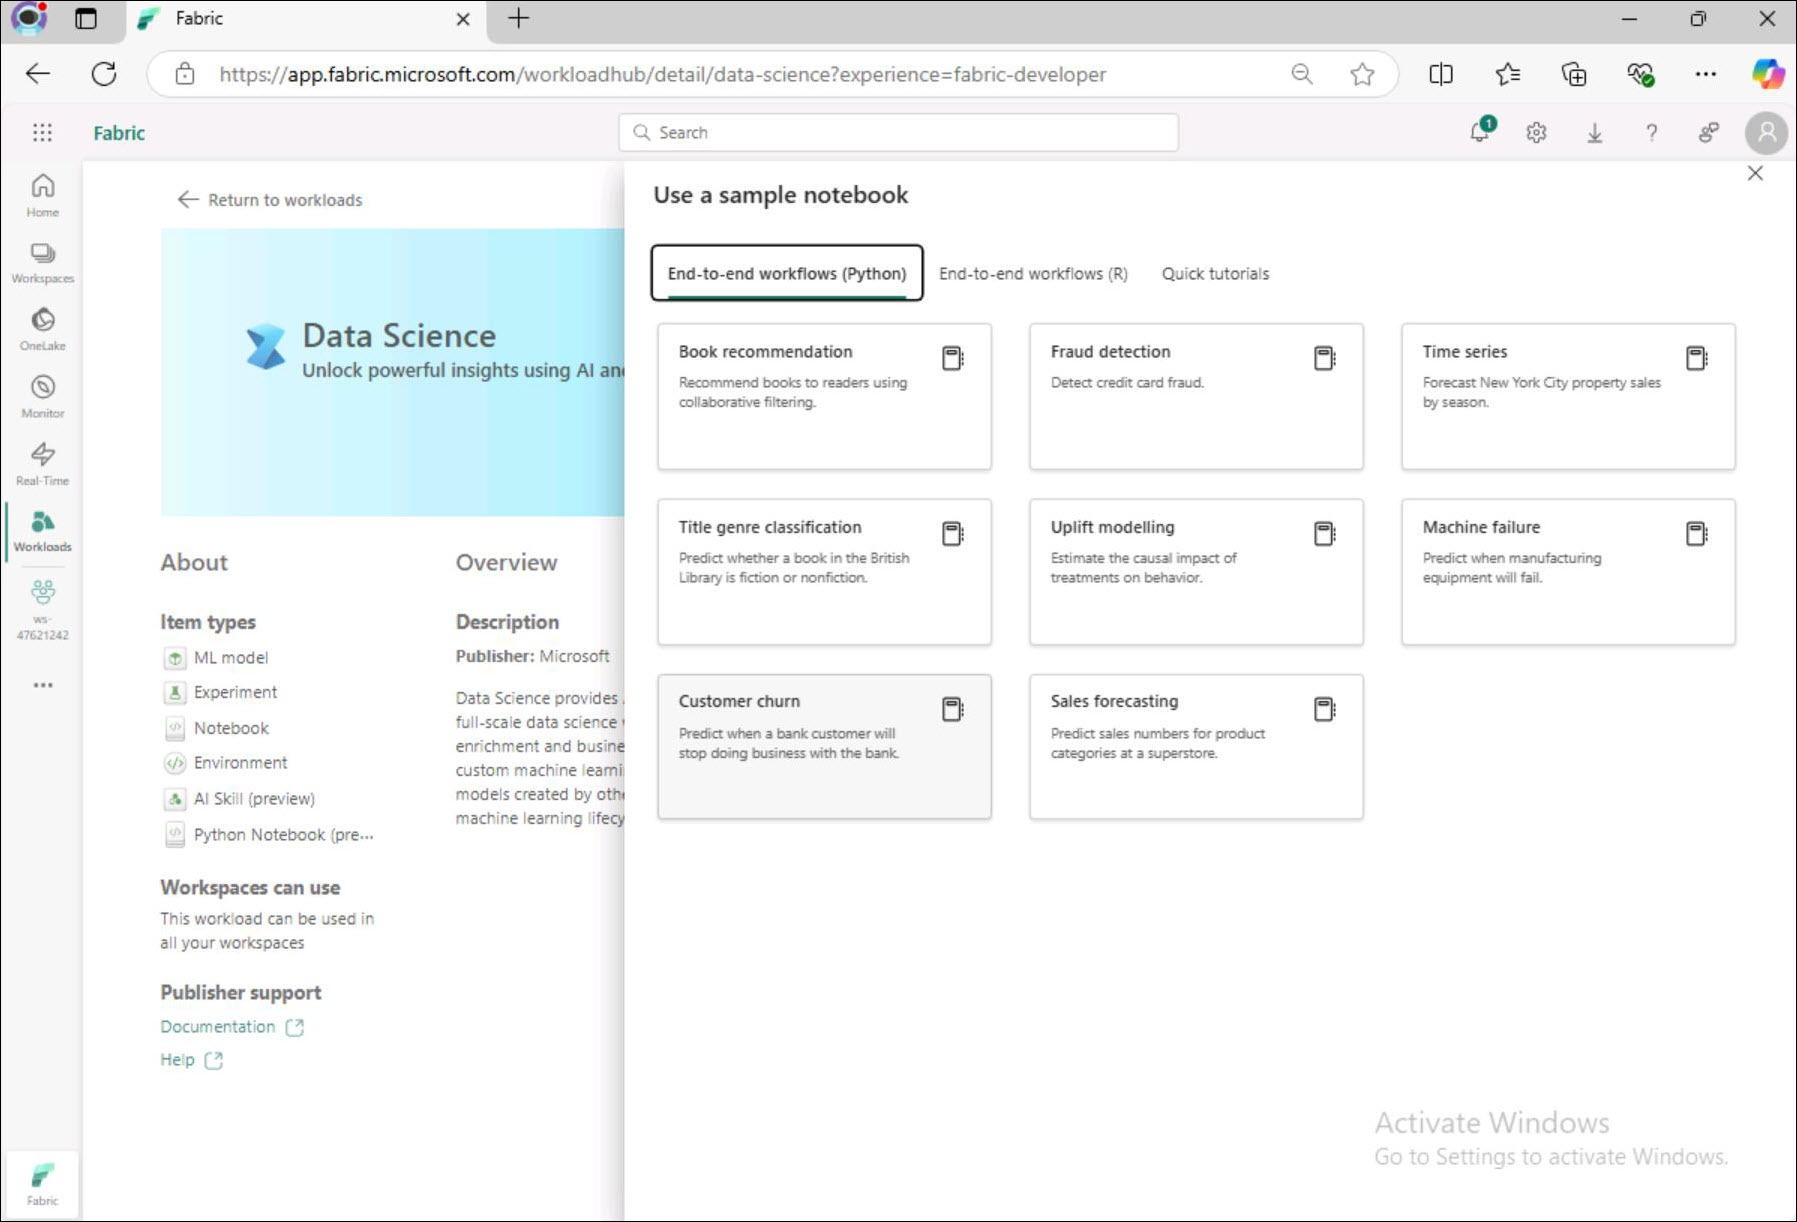 Fabric
https://app.fabric.microsoft.com/workloadhub/detail/data-science?experience=fabric-developer
Fabric
Search
1
Home
Workspaces
OneLake
Monitor
Real-Time
Workloads
ws-
47621242
Fabric
Return to workloads
Data Science
Unlock powerful insights using AI an
About
Item types
ML model
Experiment
Notebook
Environment
AI Skill (preview)
Python Notebook (pre...
Workspaces can use
This workload can be used in
all your workspaces
Publisher support
Documentation
Help
Overview
Description
Publisher: Microsoft
Data Science provides
full-scale data science
enrichment and busine
custom machine learni
models created by oth
machine learning lifecy
Use a sample notebook
End-to-end workflows (Python)
End-to-end workflows (R)
Quick tutorials
Book recommendation
Recommend books to readers using
collaborative filtering.
Fraud detection
Detect credit card fraud.
Time series
Forecast New York City property sales
by season.
Title genre classification
Predict whether a book in the British
Library is fiction or nonfiction.
Uplift modelling
Estimate the causal impact of
treatments on behavior.
Machine failure
Predict when manufacturing
equipment will fail.
Customer churn
Predict when a bank customer will
stop doing business with the bank.
Sales forecasting
Predict sales numbers for product
categories at a superstore.
Activate Windows
Go to Settings to activate Windows.